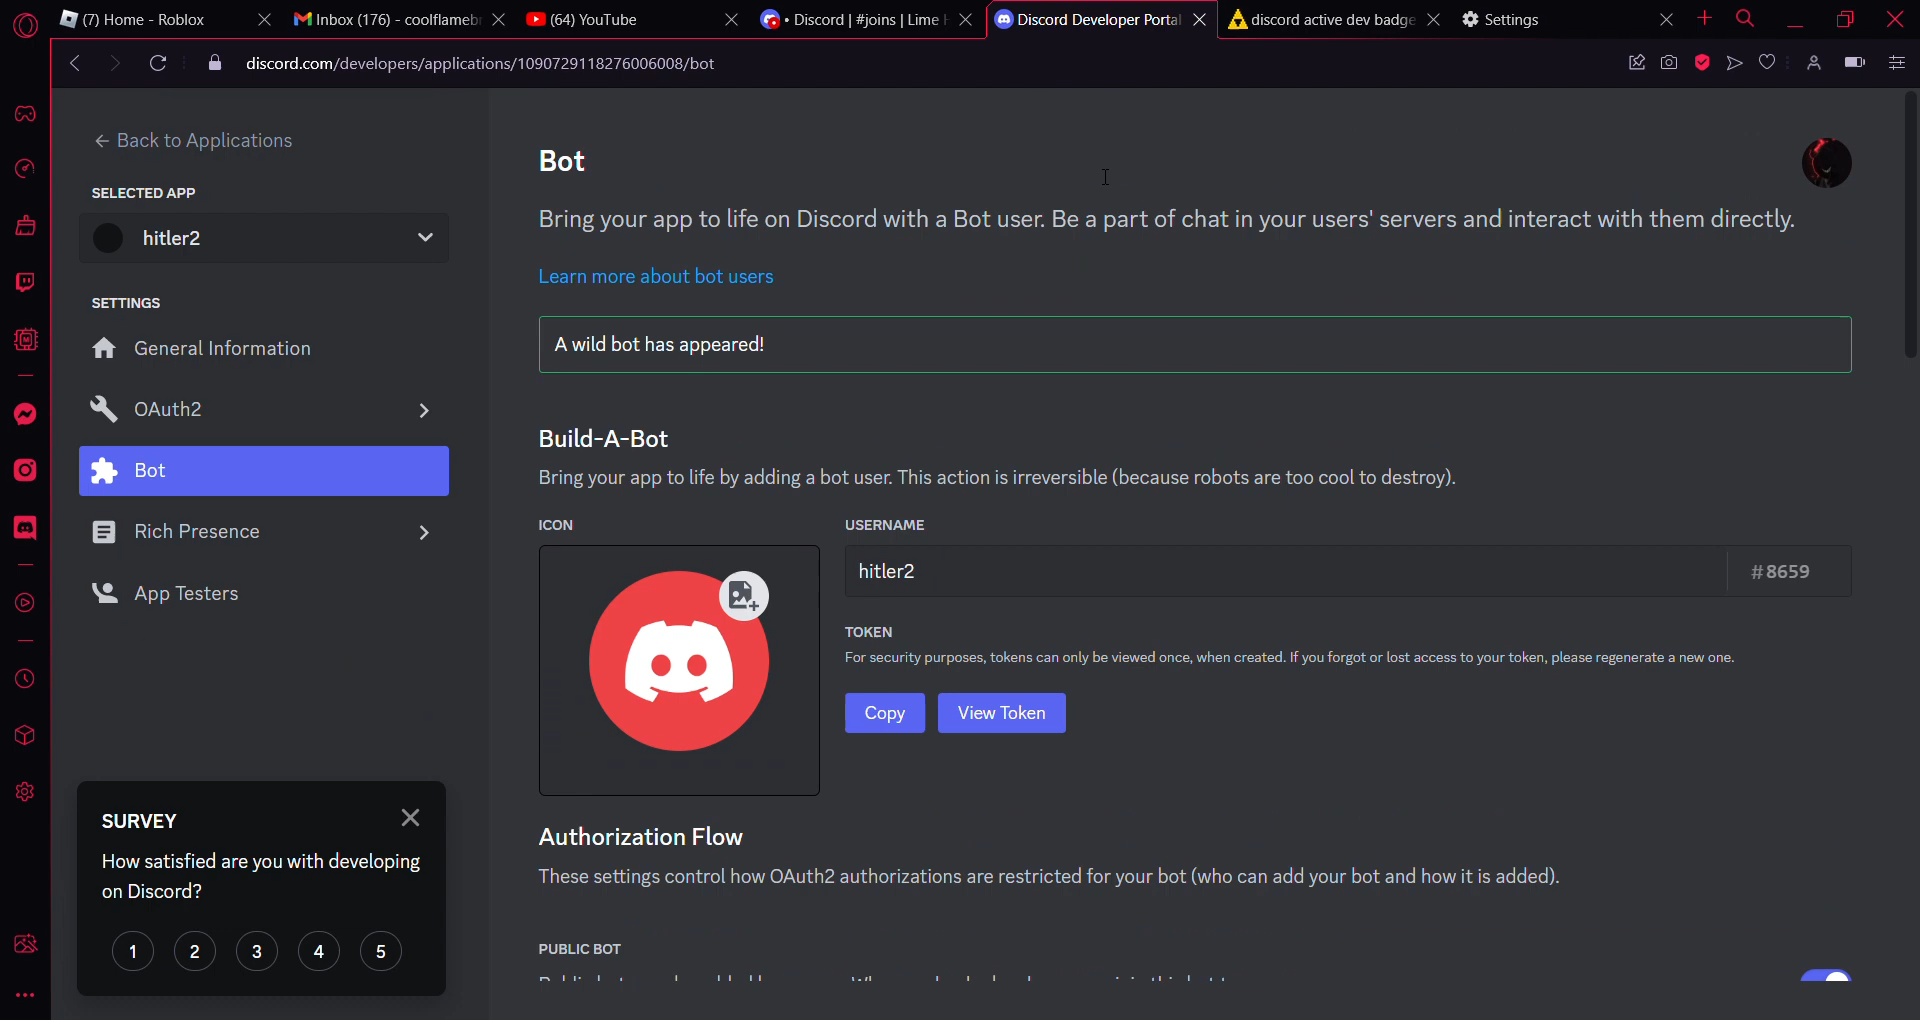 (7) Home - Roblox
Inbox (176) - coolflameb
(64) YouTube
• Discord | #joins | Lime
Discord Developer Portal
discord active dev badge
Settings
discord.com/developers/applications/1090729118276006008/bot
← Back to Applications
SELECTED APP
hitler2
SETTINGS
General Information
OAuth2
Bot
Rich Presence
App Testers
SURVEY
How satisfied are you with developing
on Discord?
1 2 3 4 5
Bot
Bring your app to life on Discord with a Bot user. Be a part of chat in your users' servers and interact with them directly.
Learn more about bot users
A wild bot has appeared!
Build-A-Bot
Bring your app to life by adding a bot user. This action is irreversible (because robots are too cool to destroy).
ICON
USERNAME
hitler2
#8659
TOKEN
For security purposes, tokens can only be viewed once, when created. If you forgot or lost access to your token, please regenerate a new one.
Copy
View Token
Authorization Flow
These settings control how OAuth2 authorizations are restricted for your bot (who can add your bot and how it is added).
PUBLIC BOT